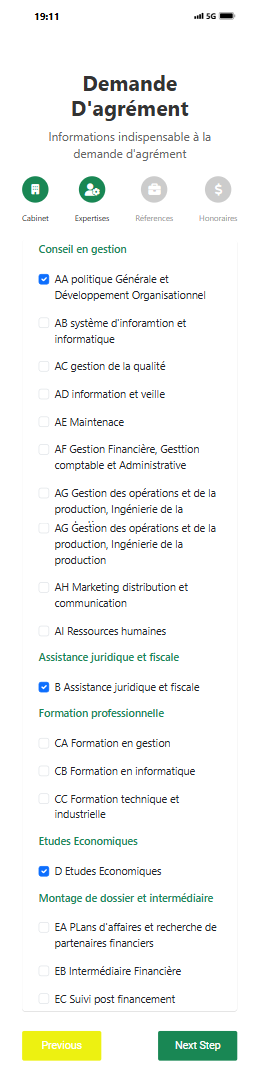 19:11
5G
Demande
D'agrément
Informations indispensable à la
demande d'agrément
Cabinet
Expertises
Références
Honoraires
Conseil en gestion
AA politique Générale et
Développement Organisationnel
AB système d'inforamtion et
informatique
AC gestion de la qualité
AD information et veille
AE Maintenace
AF Gestion Financière, Gesttion
comptable et Administrative
AG Gestion des opérations et de la
production, Ingénierie de la
AG Gestion des opérations et de la
production, Ingénierie de la
production
AH Marketing distribution et
communication
AI Ressources humaines
Assistance juridique et fiscale
B Assistance juridique et fiscale
Formation professionnelle
CA Formation en gestion
CB Formation en informatique
CC Formation technique et
industrielle
Etudes Economiques
D Etudes Economiques
Montage de dossier et intermédiaire
EA PLans d'affaires et recherche de
partenaires financiers
EB Intermédiaire Financière
EC Suivi post financement
Previous
Next Step